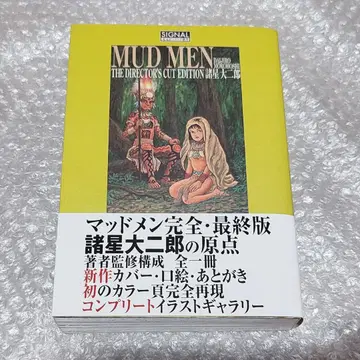 SIGNAL
MUD MEN
DAIJIRO
MOROHOSHI
THE DIRECTOR'S CUT EDITION 諸星大二郎
マッドメン完全・最終版
諸星大二郎の原点
著者監修構成 全一冊
新作カバー・口絵・あとがき
初のカラー頁完全再現
コンプリートイラストギャラリー